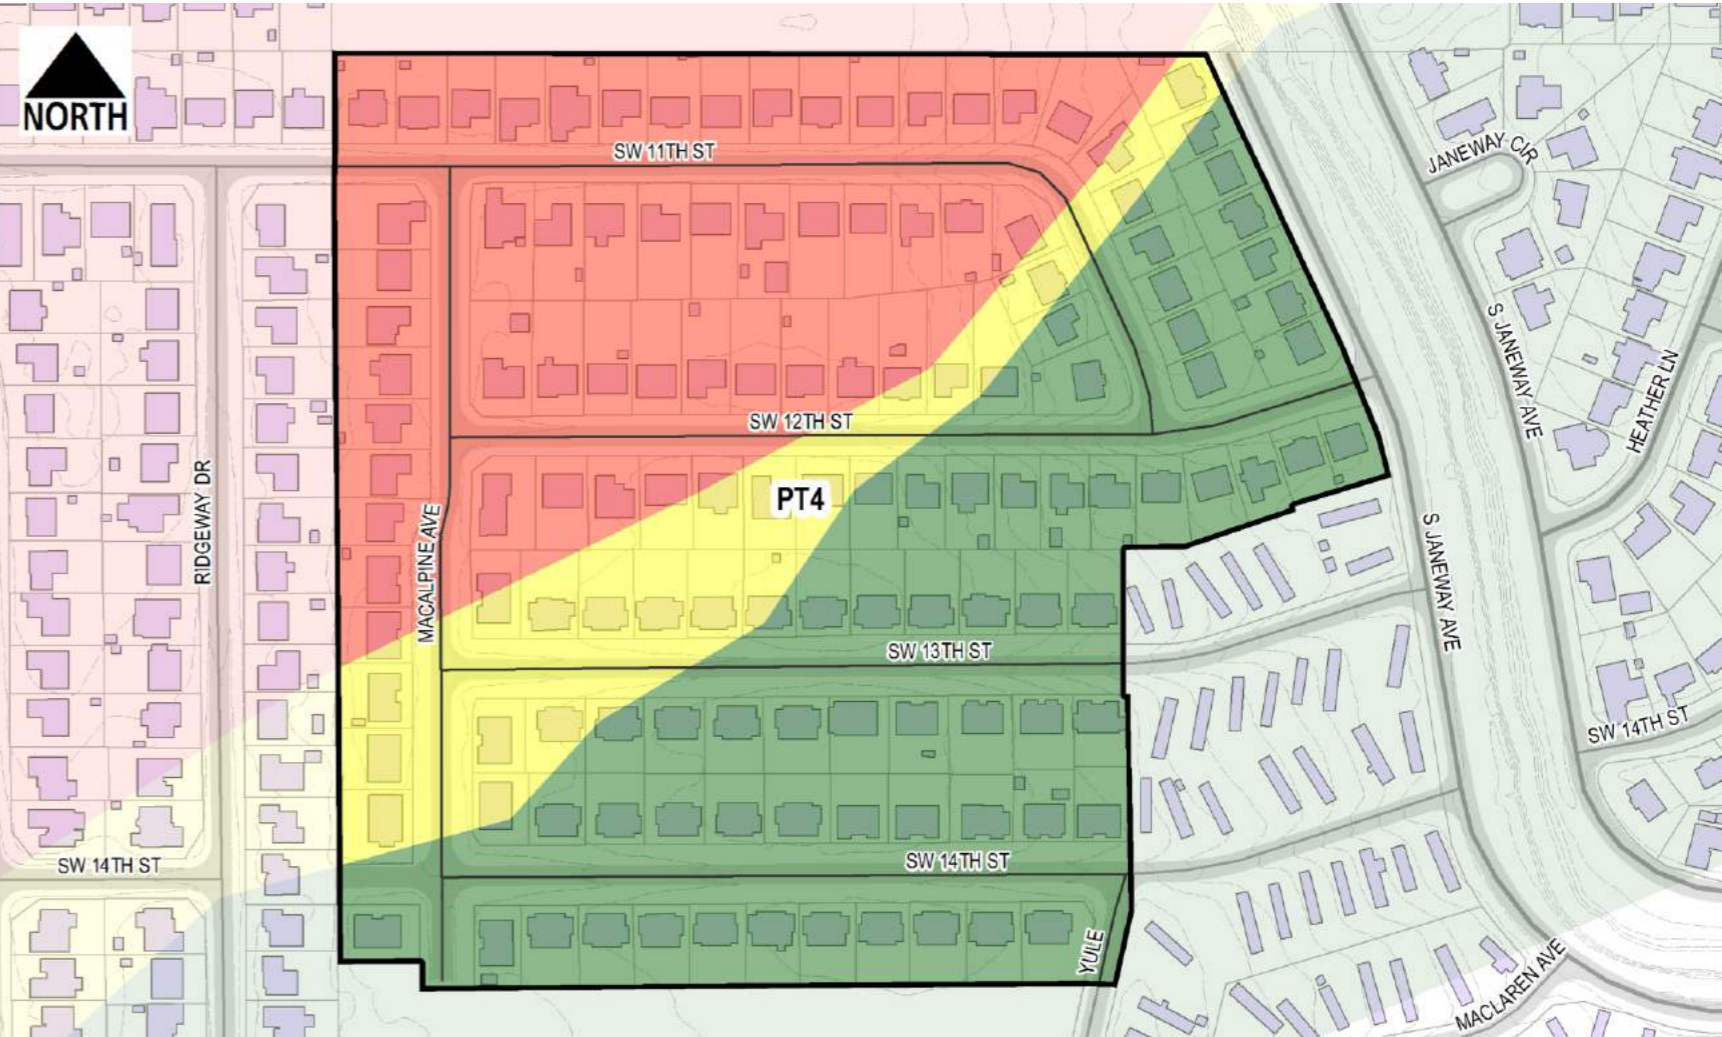 NORTH
SW 11TH ST
JANEWAY CIR
S JANEWAY AVE
HEATHER LN
SW 12TH ST
RIDGEWAY DR
PT4
MACALPINE AVE
S JANEWAY AVE
SW 13TH ST
SW 14TH ST
SW 14TH ST
SW 14TH ST
YULE
MACLAREN AVE